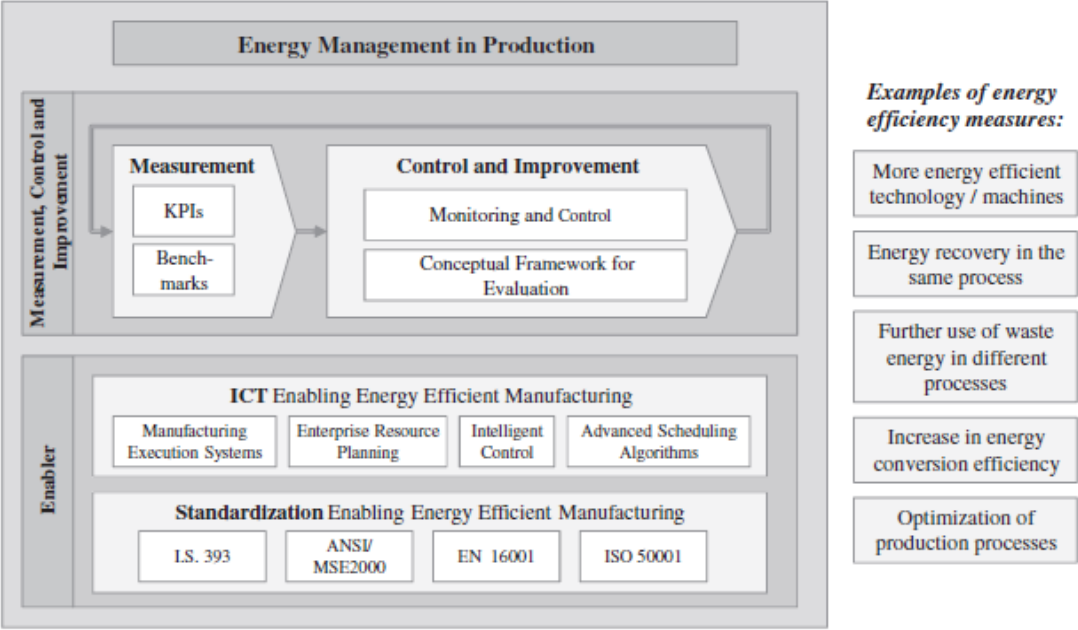 Energy Management in Production
Measurement, Control and
Improvement
Measurement
KPIs
Bench-
marks
Control and Improvement
Monitoring and Control
Conceptual Framework for
Evaluation
Enabler
ICT Enabling Energy Efficient Manufacturing
Manufacturing
Execution Systems
Enterprise Resource
Planning
Intelligent
Control
Advanced Scheduling
Algorithms
Standardization Enabling Energy Efficient Manufacturing
I.S. 393
ANSI/
MSE2000
EN 16001
ISO 50001
Examples of energy
efficiency measures:
More energy efficient
technology / machines
Energy recovery in the
same process
Further use of waste
energy in different
processes
Increase in energy
conversion efficiency
Optimization of
production processes